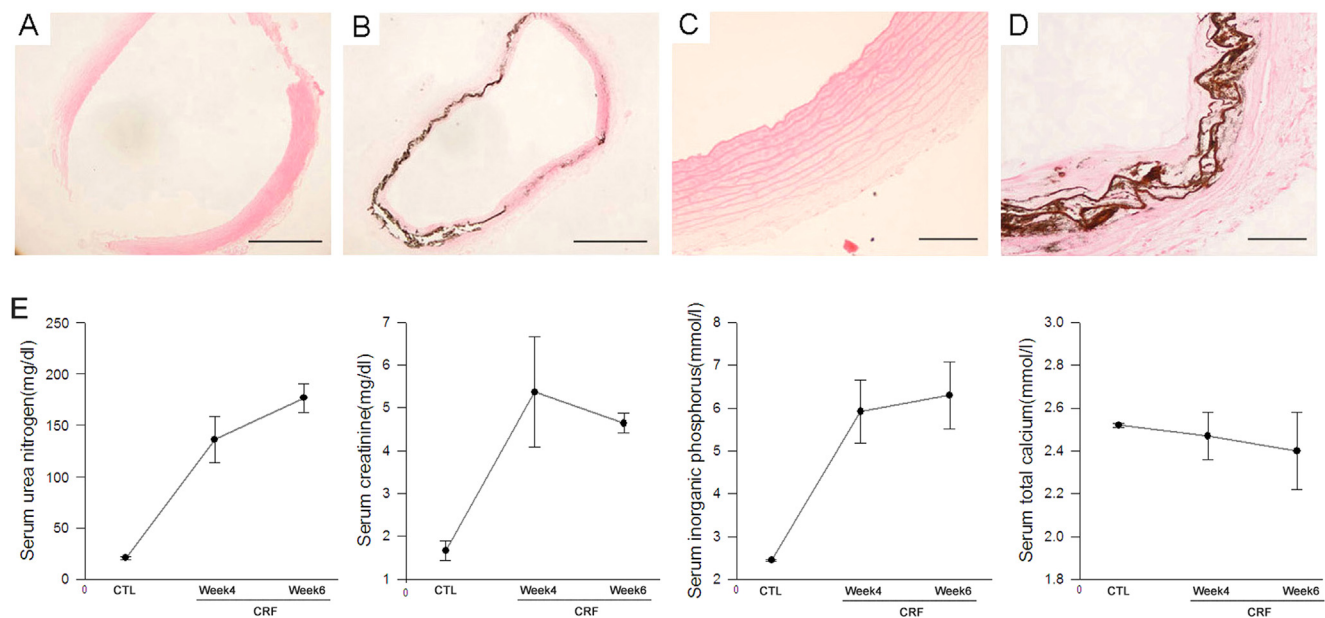 A
B
C
D
E
Serum urea nitrogen(mg/dl)
250
200
150
100
50
0
0
CTL
Week4
Week6
CRF
Serum creatinine(mg/dl)
7
6
5
4
3
2
1
0
CTL
Week4
Week6
CRF
Serum inorganic phosphorus(mmol/l)
8
7
6
5
4
3
2
0
CTL
Week4
Week6
CRF
Serum total calcium(mmol/l)
3.0
2.8
2.6
2.4
2.2
2.0
1.8
0
CTL
Week4
Week6
CRF